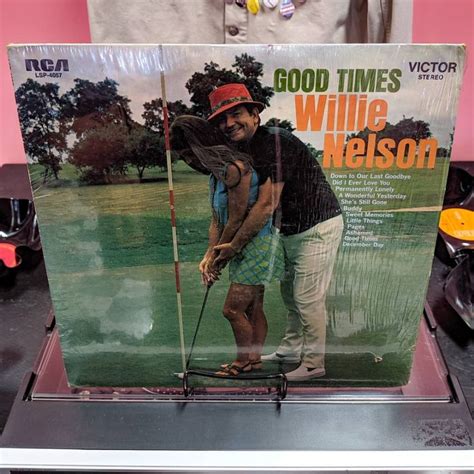 RCA
LSP-4057
GOOD TIMES
Willie
Nelson
VICTOR
STEREO
Down to Our Last Goodbye
Did I Ever Love You
Permanently Lonely
A Wonderful Yesterday
She's Still Gone
Buddy
Sweet Memories
Little Things
Pages
Ashamed
Good Times
December Day